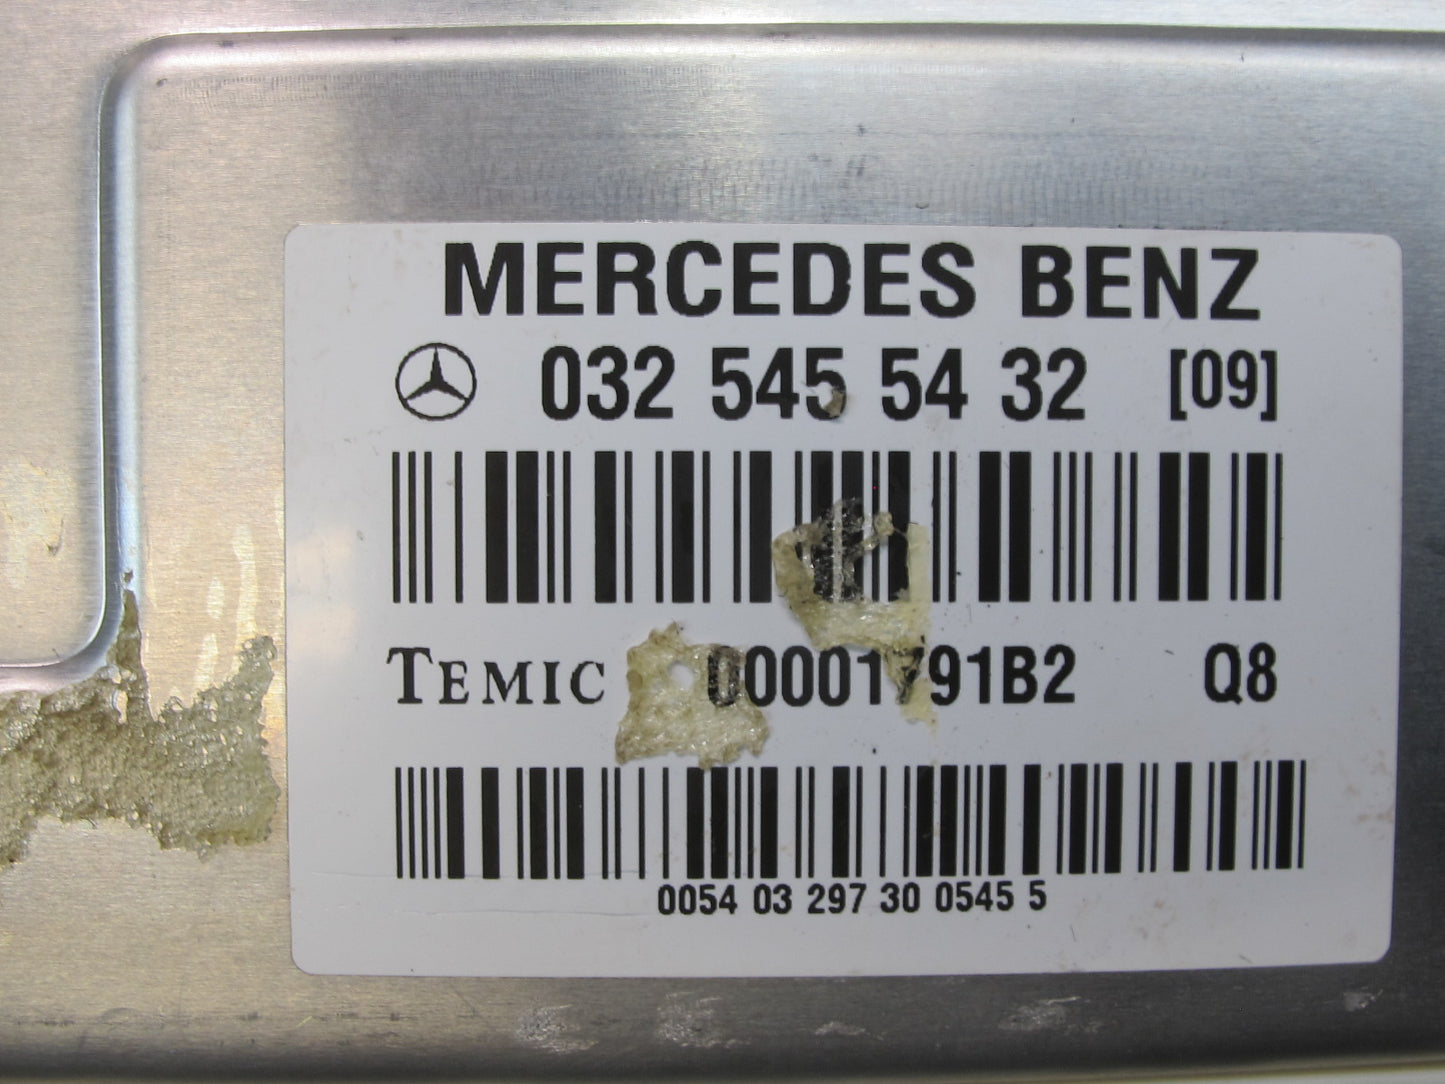 MERCEDES BENZ
032 545 54 32 [09]
TEMIC 00001791B2 Q8
0054 03 297 30 0545 5